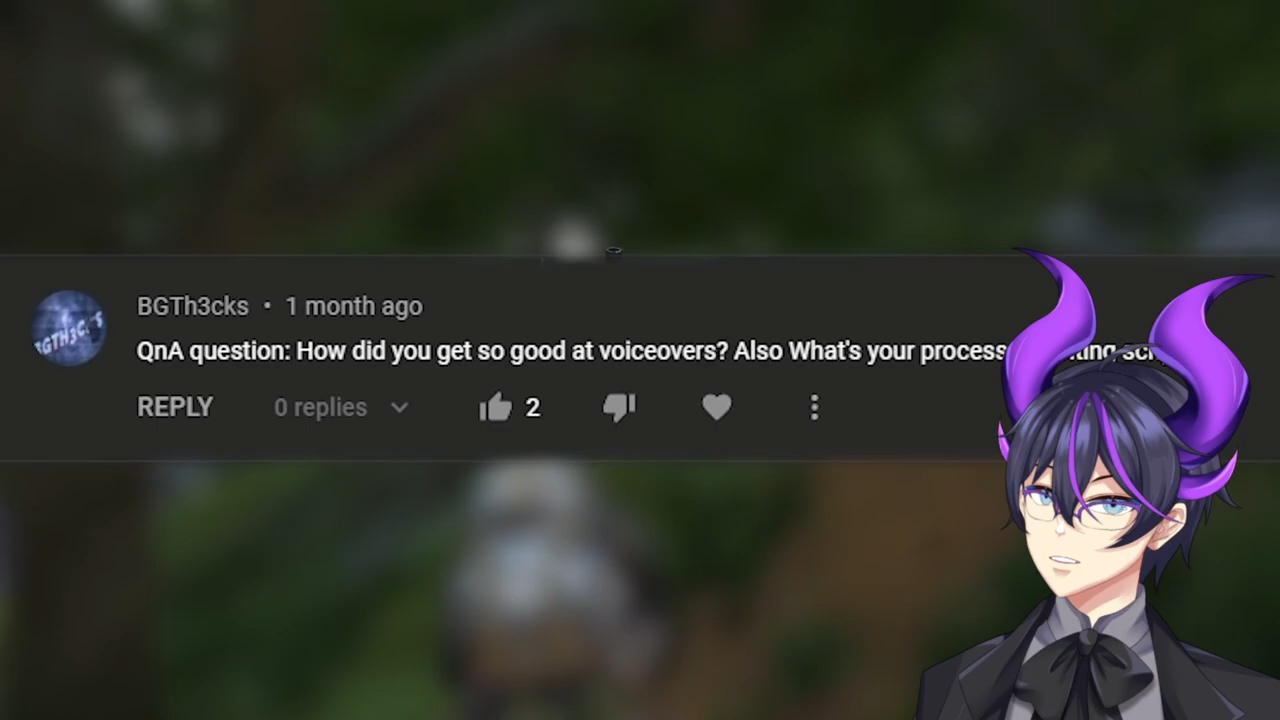 BGTh3cks • 1 month ago
QnA question: How did you get so good at voiceovers? Also What's your process
REPLY 0 replies 2
BGTH3CKS